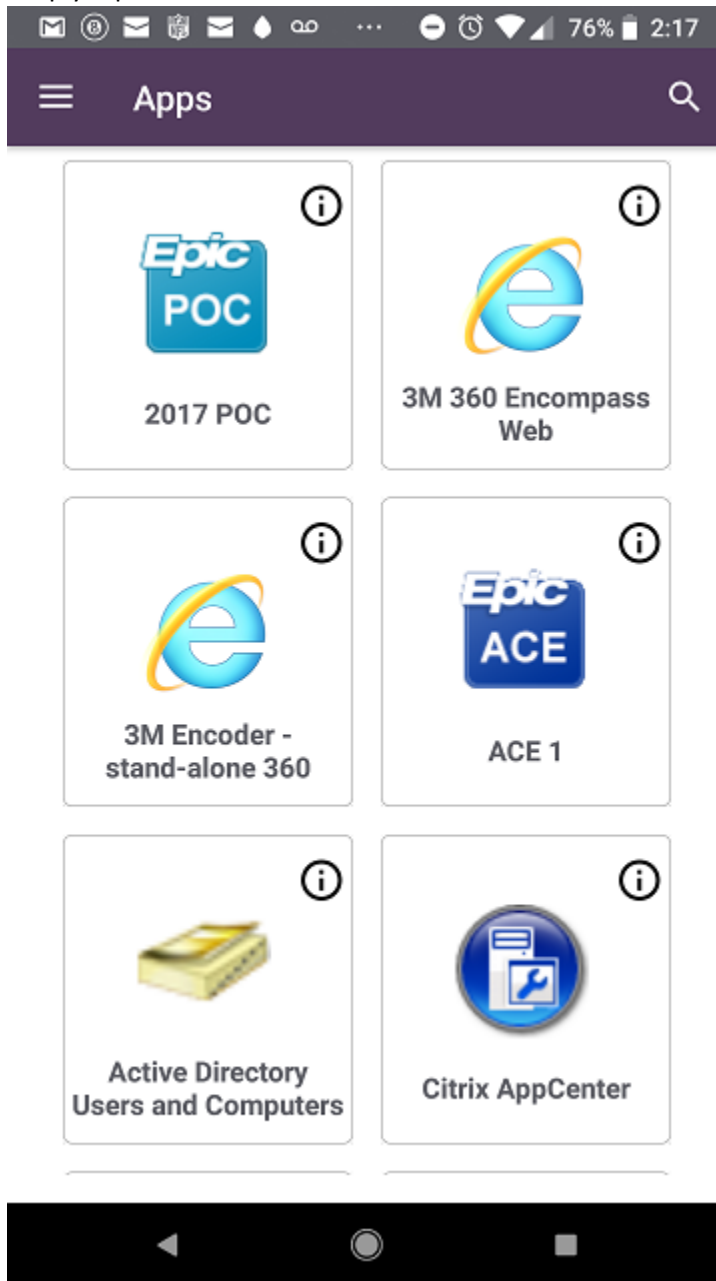 76% 2:17
Apps
Epic
POC
2017 POC
3M 360 Encompass
Web
3M Encoder -
stand-alone 360
Epic
ACE
ACE 1
Active Directory
Users and Computers
Citrix AppCenter